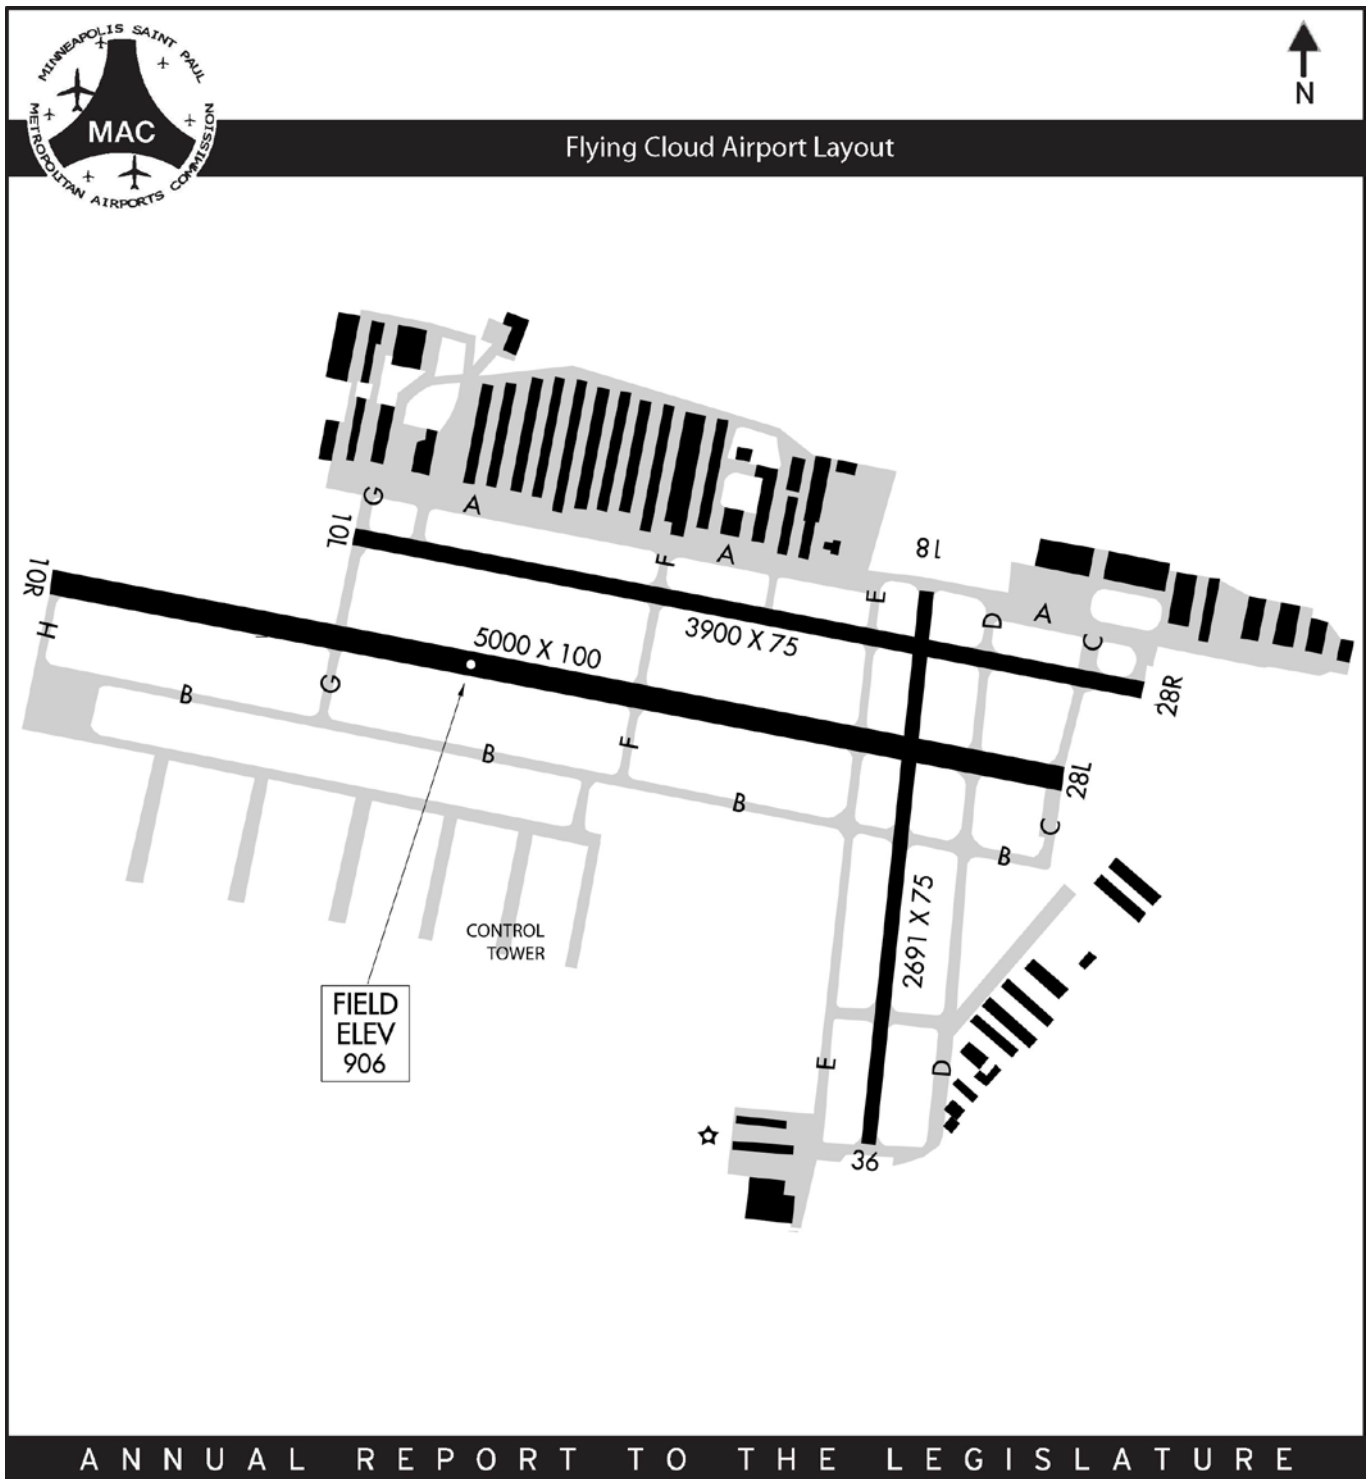 MINNEAPOLIS SAINT PAUL
METROPOLITAN AIRPORTS COMMISSION
MAC
N
Flying Cloud Airport Layout
G
A
10L
F
A
18
10R
E
D
A
C
H
3900 X 75
5000 X 100
28R
G
B
F
B
28L
B
C
B
2691 X 75
CONTROL
TOWER
FIELD
ELEV
906
E
D
36
ANNUAL REPORT TO THE LEGISLATURE